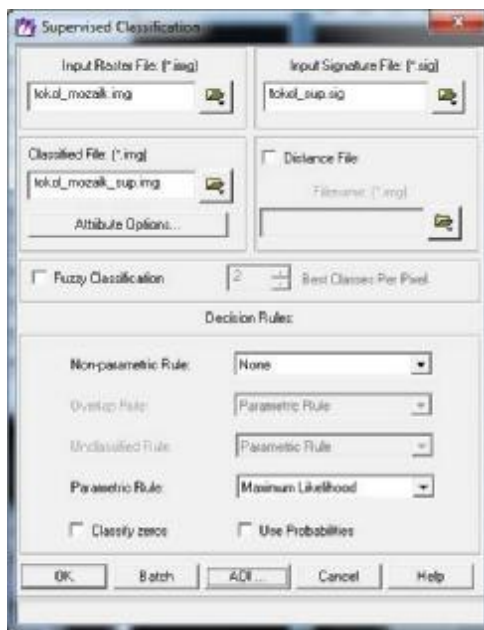 Supervised Classification
Input Raster File: (*.img)
Input Signature File: (*.sig)
tokol_mozaik.img
tokol_sup.sig
Classified File: (*.img)
Distance File
tokol_mozaik_sup.img
Filename: (*.img)
Attribute Options...
Fuzzy Classification
2
Best Classes Per Pixel
Decision Rules:
Non-parametric Rule:
None
Overlap Rule:
Parametric Rule
Unclassified Rule:
Parametric Rule
Parametric Rule:
Maximum Likelihood
Classify zeros
Use Probabilities
OK
Batch
AOI ...
Cancel
Help